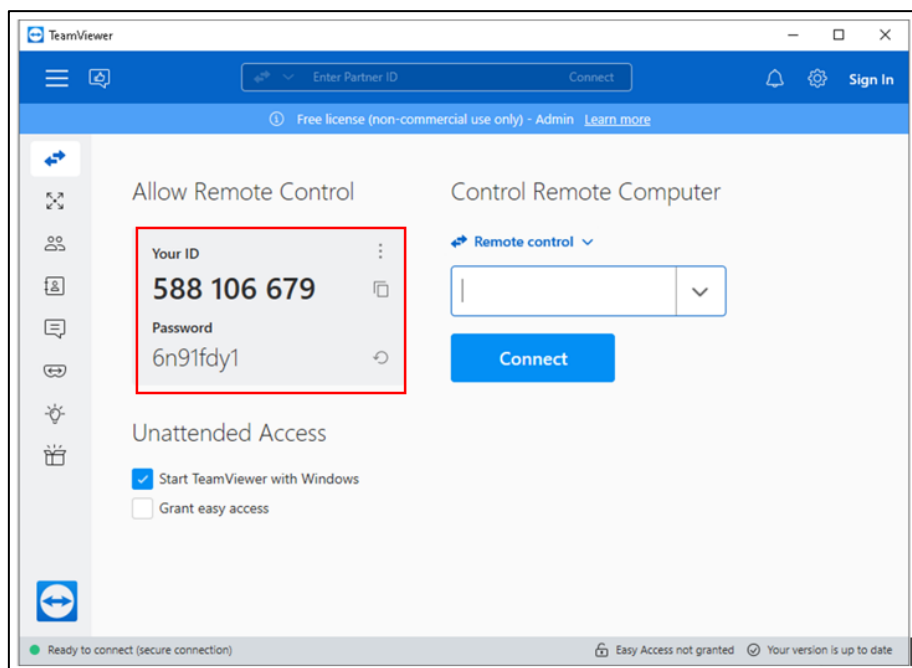 TeamViewer
Enter Partner ID Connect
Sign In
Free license (non-commercial use only) - Admin Learn more
Allow Remote Control
Your ID
588 106 679
Password
6n91fdy1
Unattended Access
Start TeamViewer with Windows
Grant easy access
Control Remote Computer
Remote control
Connect
Ready to connect (secure connection)
Easy Access not granted
Your version is up to date